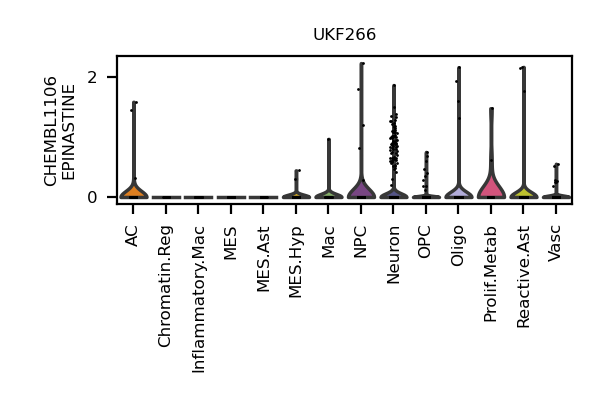 UKF266
CHEMBL1106
EPINASTINE
2
0
AC
Chromatin.Reg
Inflammatory.Mac
MES
MES.Ast
MES.Hyp
Mac
NPC
Neuron
OPC
Oligo
Prolif.Metab
Reactive.Ast
Vasc